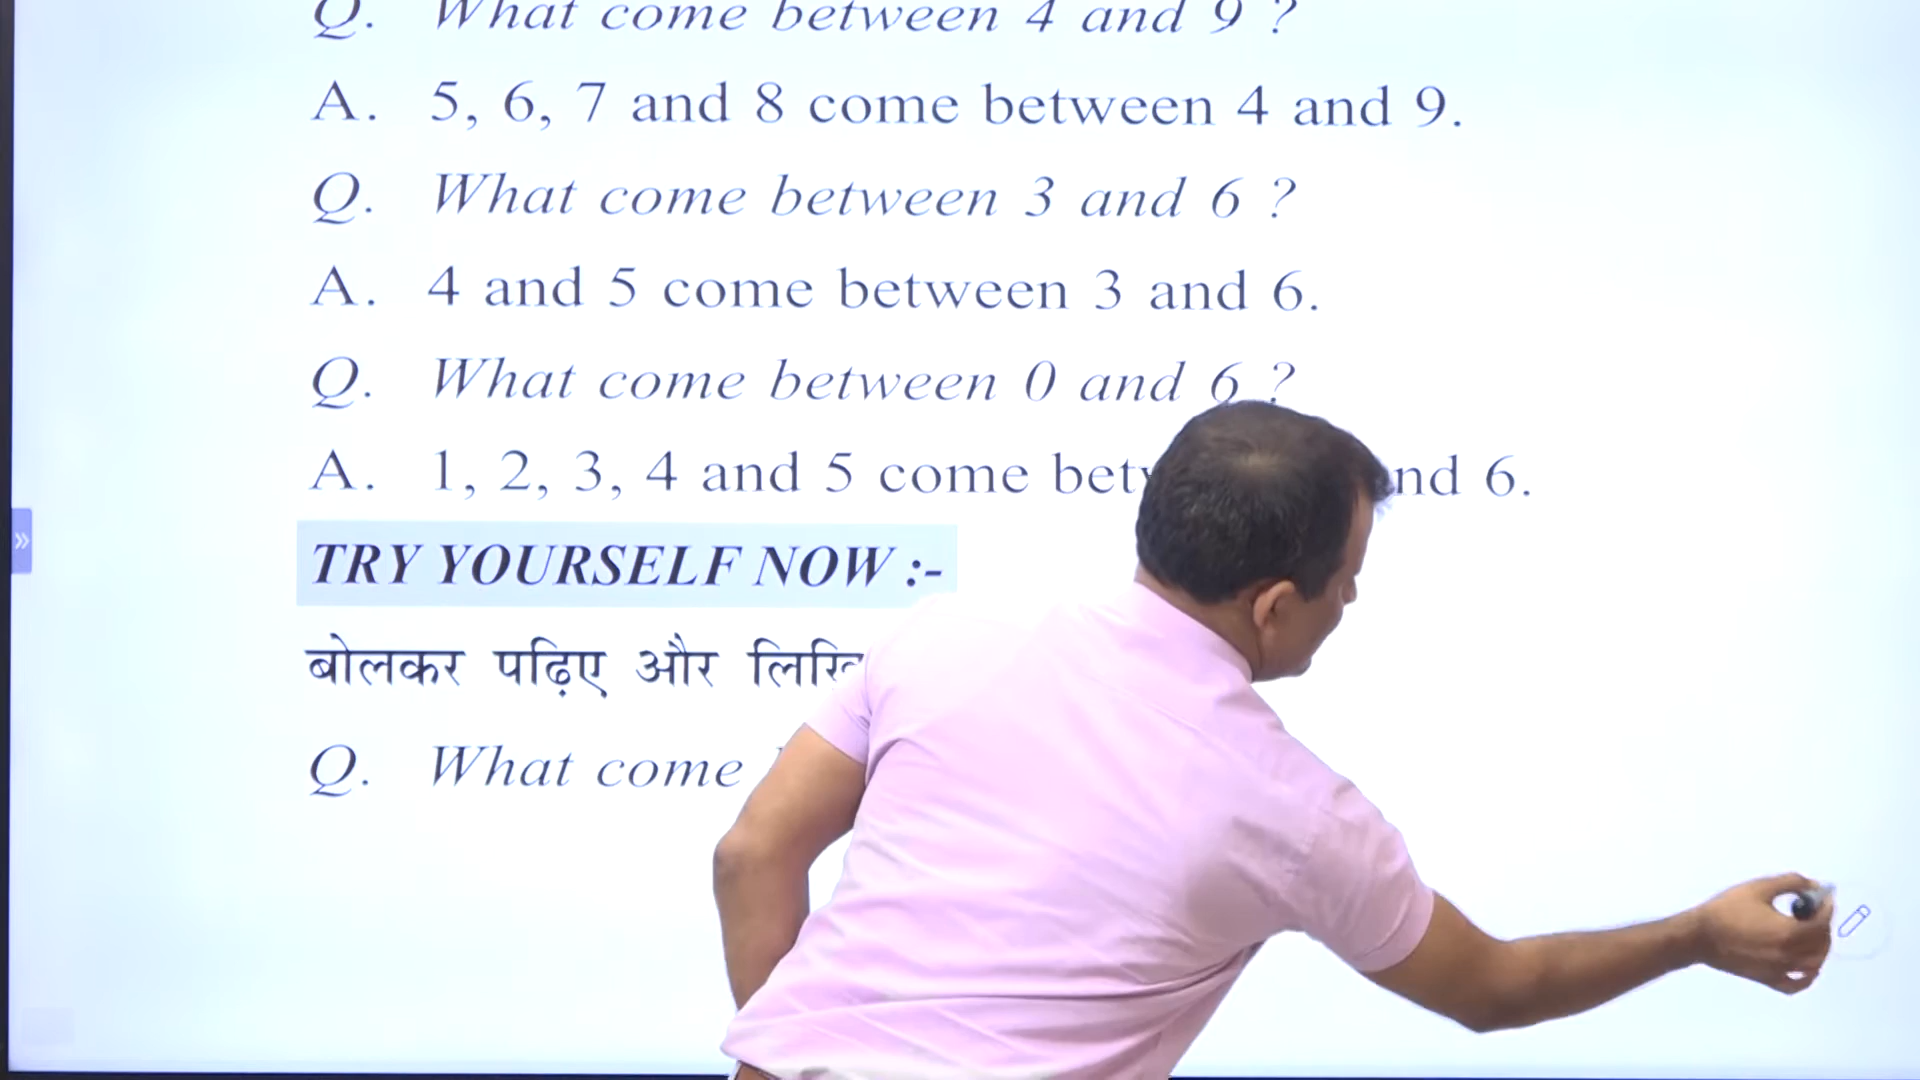 Q. What come between 4 and 9 ?
A. 5, 6, 7 and 8 come between 4 and 9.
Q. What come between 3 and 6 ?
A. 4 and 5 come between 3 and 6.
Q. What come between 0 and 6 ?
A. 1, 2, 3, 4 and 5 come 6.
TRY YOURSELF NOW :-
बोलकर पढ़िए और
Q. What come